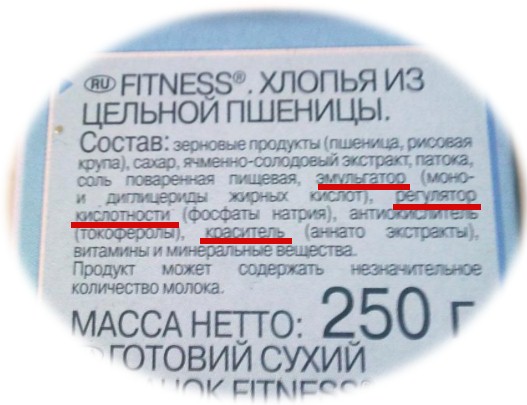 RU FITNESS®. ХЛОПЬЯ ИЗ
ЦЕЛЬНОЙ ПШЕНИЦЫ.
Состав: зерновые продукты (пшеница, рисовая
крупа), сахар, ячменно-солодовый экстракт, патока,
соль поваренная пищевая, эмульгатор (моно-
и диглицериды жирных кислот), регулятор
кислотности (фосфаты натрия), антиокислитель
(токоферолы), краситель (аннато экстракты),
витамины и минеральные вещества.
Продукт может содержать незначительное
количество молока.
МАССА НЕТТО: 250 г
ГОТОВИЙ СУХИЙ
FITNESS®